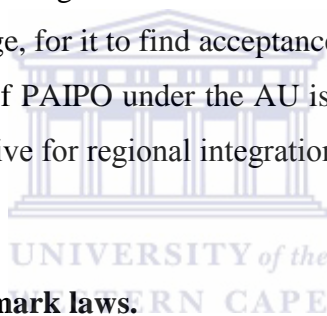 ge, for it to find acceptance
f PAIPO under the AU is
ive for regional integration
UNIVERSITY of the
WESTERN CAPE
mark laws.